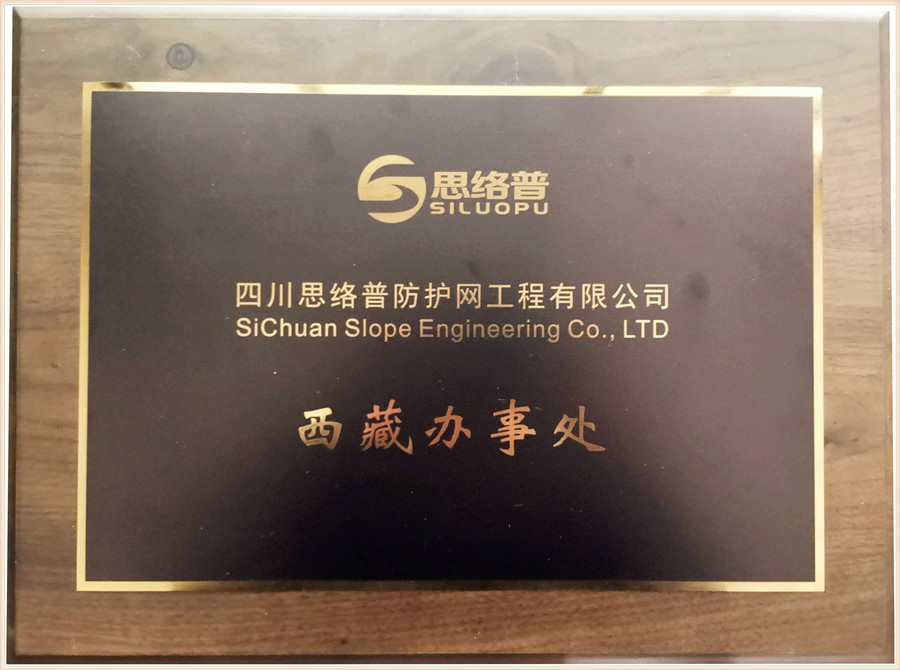 思络普
SILUOPU
四川思络普防护网工程有限公司
SiChuan Slope Engineering Co., LTD
西藏办事处